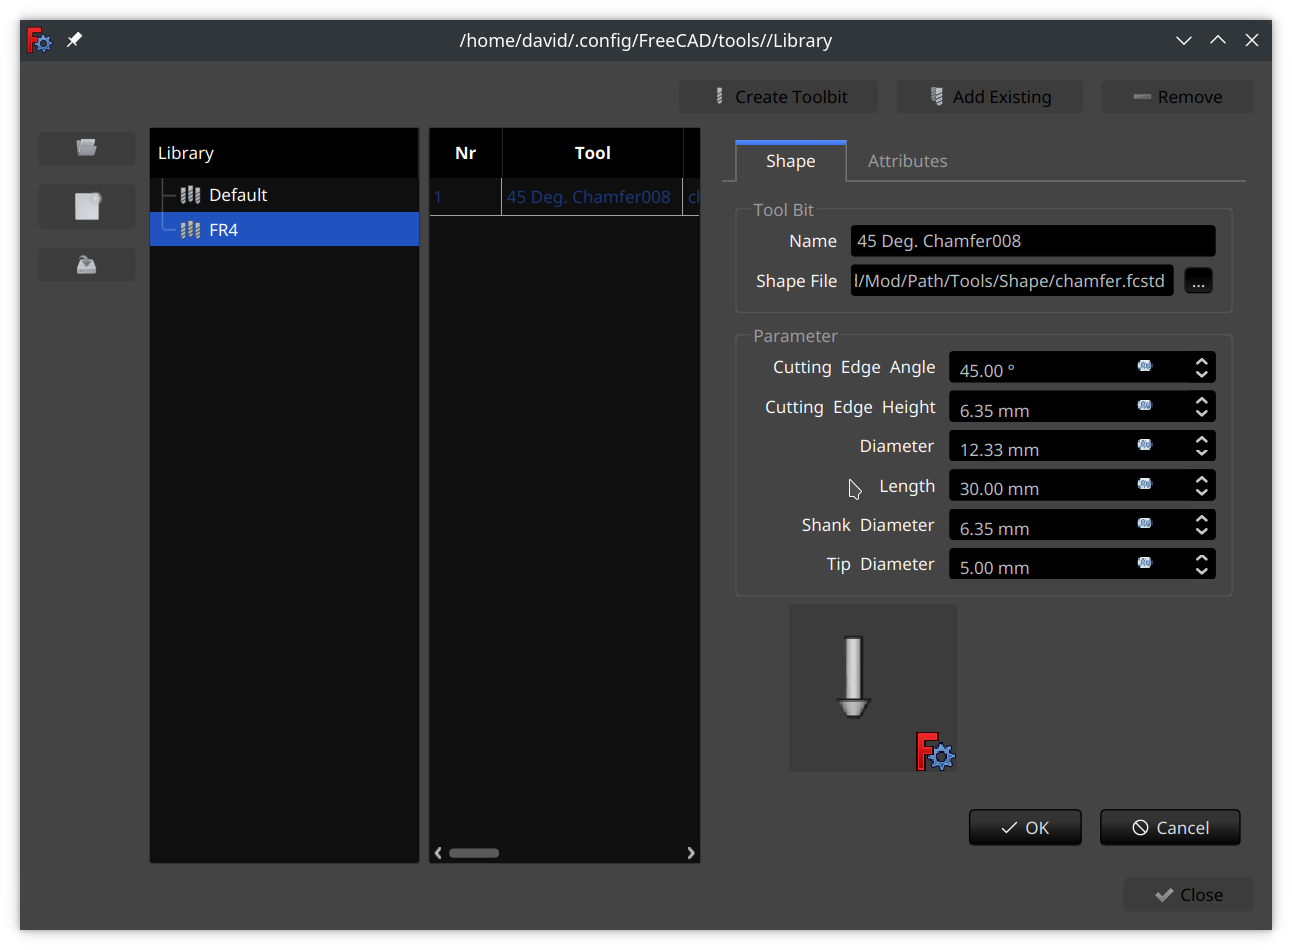 /home/david/.config/FreeCAD/tools//Library
Create Toolbit
Add Existing
Remove
Library
Default
FR4
Nr
Tool
1
45 Deg. Chamfer008
Shape
Attributes
Tool Bit
Name
45 Deg. Chamfer008
Shape File
l/Mod/Path/Tools/Shape/chamfer.fcstd
...
Parameter
Cutting Edge Angle
45.00 °
Cutting Edge Height
6.35 mm
Diameter
12.33 mm
Length
30.00 mm
Shank Diameter
6.35 mm
Tip Diameter
5.00 mm
OK
Cancel
Close